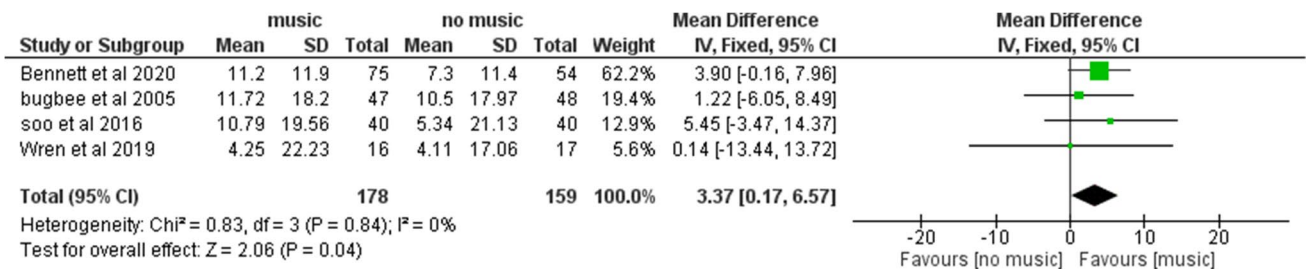 music no music Mean Difference Mean Difference
Study or Subgroup Mean SD Total Mean SD Total Weight IV, Fixed, 95% CI IV, Fixed, 95% CI
Bennett et al 2020 11.2 11.9 75 7.3 11.4 54 62.2% 3.90 [-0.16, 7.96]
bugbee et al 2005 11.72 18.2 47 10.5 17.97 48 19.4% 1.22 [-6.05, 8.49]
soo et al 2016 10.79 19.56 40 5.34 21.13 40 12.9% 5.45 [-3.47, 14.37]
Wren et al 2019 4.25 22.23 16 4.11 17.06 17 5.6% 0.14 [-13.44, 13.72]
Total (95% CI) 178 159 100.0% 3.37 [0.17, 6.57]
Heterogeneity: Chi² = 0.83, df = 3 (P = 0.84); I² = 0%
Test for overall effect: Z = 2.06 (P = 0.04)
-20 -10 0 10 20
Favours [no music] Favours [music]